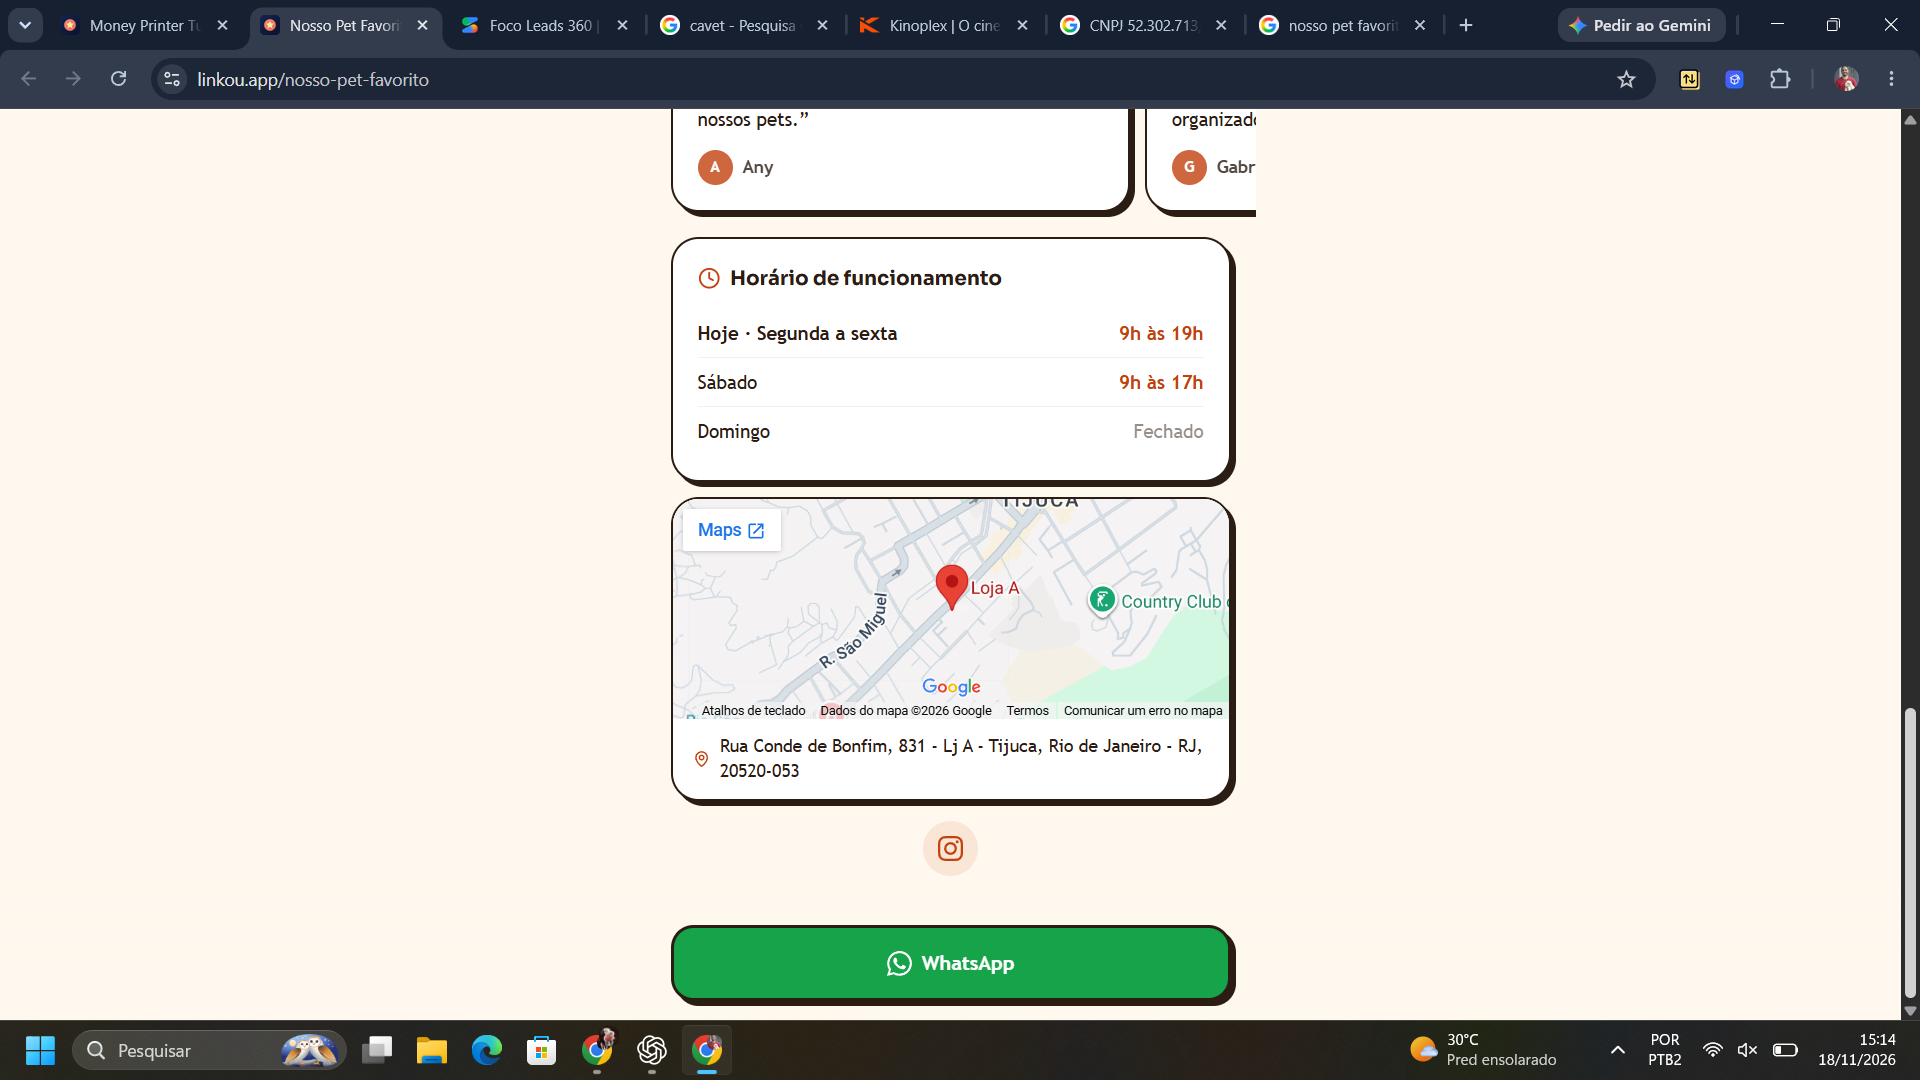 Money Printer Tu
Nosso Pet Favori
Foco Leads 360 |
cavet - Pesquisa
Kinoplex | O cine
CNPJ 52.302.713
nosso pet favorit
Pedir ao Gemini
linkou.app/nosso-pet-favorito
nossos pets.”
A Any
organizado
G Gabr
Horário de funcionamento
Hoje · Segunda a sexta 9h às 19h
Sábado 9h às 17h
Domingo Fechado
TIJUCA
Maps
Loja A
Country Club
R. São Miguel
Google
Atalhos de teclado Dados do mapa ©2026 Google Termos Comunicar um erro no mapa
Rua Conde de Bonfim, 831 - Lj A - Tijuca, Rio de Janeiro - RJ,
20520-053
WhatsApp
Pesquisar
30°C
Pred ensolarado
POR
PTB2
15:14
18/11/2026